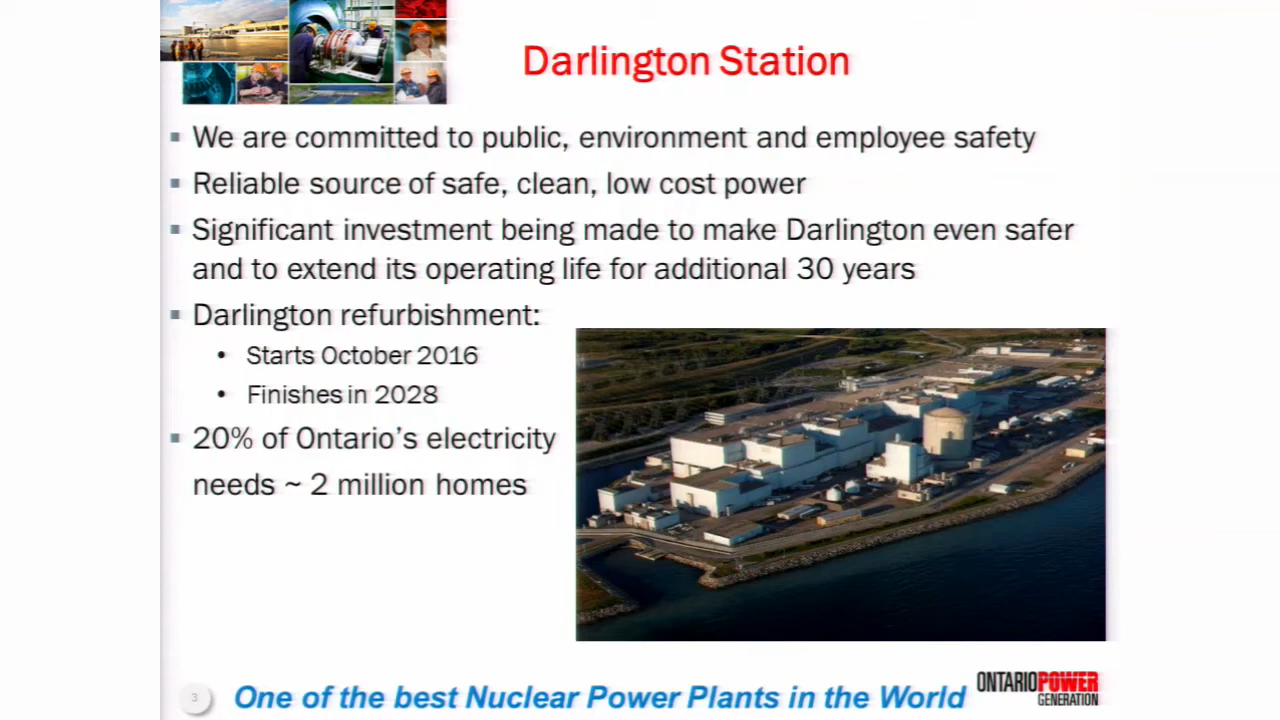 Darlington Station
▪ We are committed to public, environment and employee safety
▪ Reliable source of safe, clean, low cost power
▪ Significant investment being made to make Darlington even safer
and to extend its operating life for additional 30 years
▪ Darlington refurbishment:
• Starts October 2016
• Finishes in 2028
▪ 20% of Ontario's electricity
needs ~ 2 million homes
3
One of the best Nuclear Power Plants in the World
ONTARIOPOWER
GENERATION